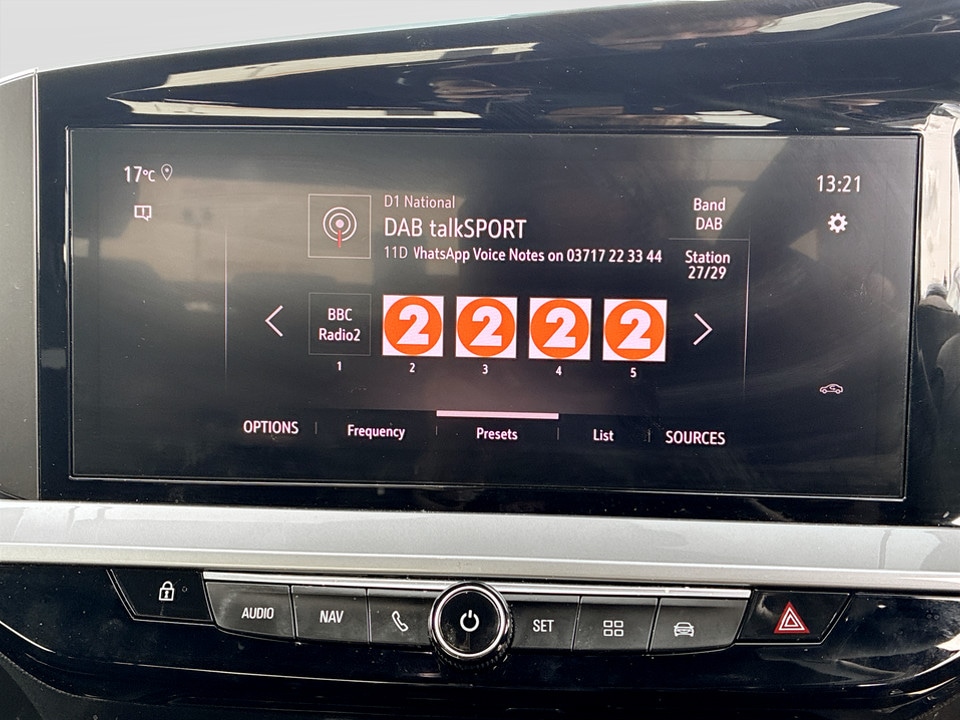 17°C
13:21
D1 National
DAB talkSPORT
11D VhatsApp Voice Notes on 03717 22 33 44
Band
DAB
Station
27/29
BBC
Radio2
2 2 2 2
1 2 3 4 5
OPTIONS Frequency Presets List SOURCES
AUDIO NAV SET